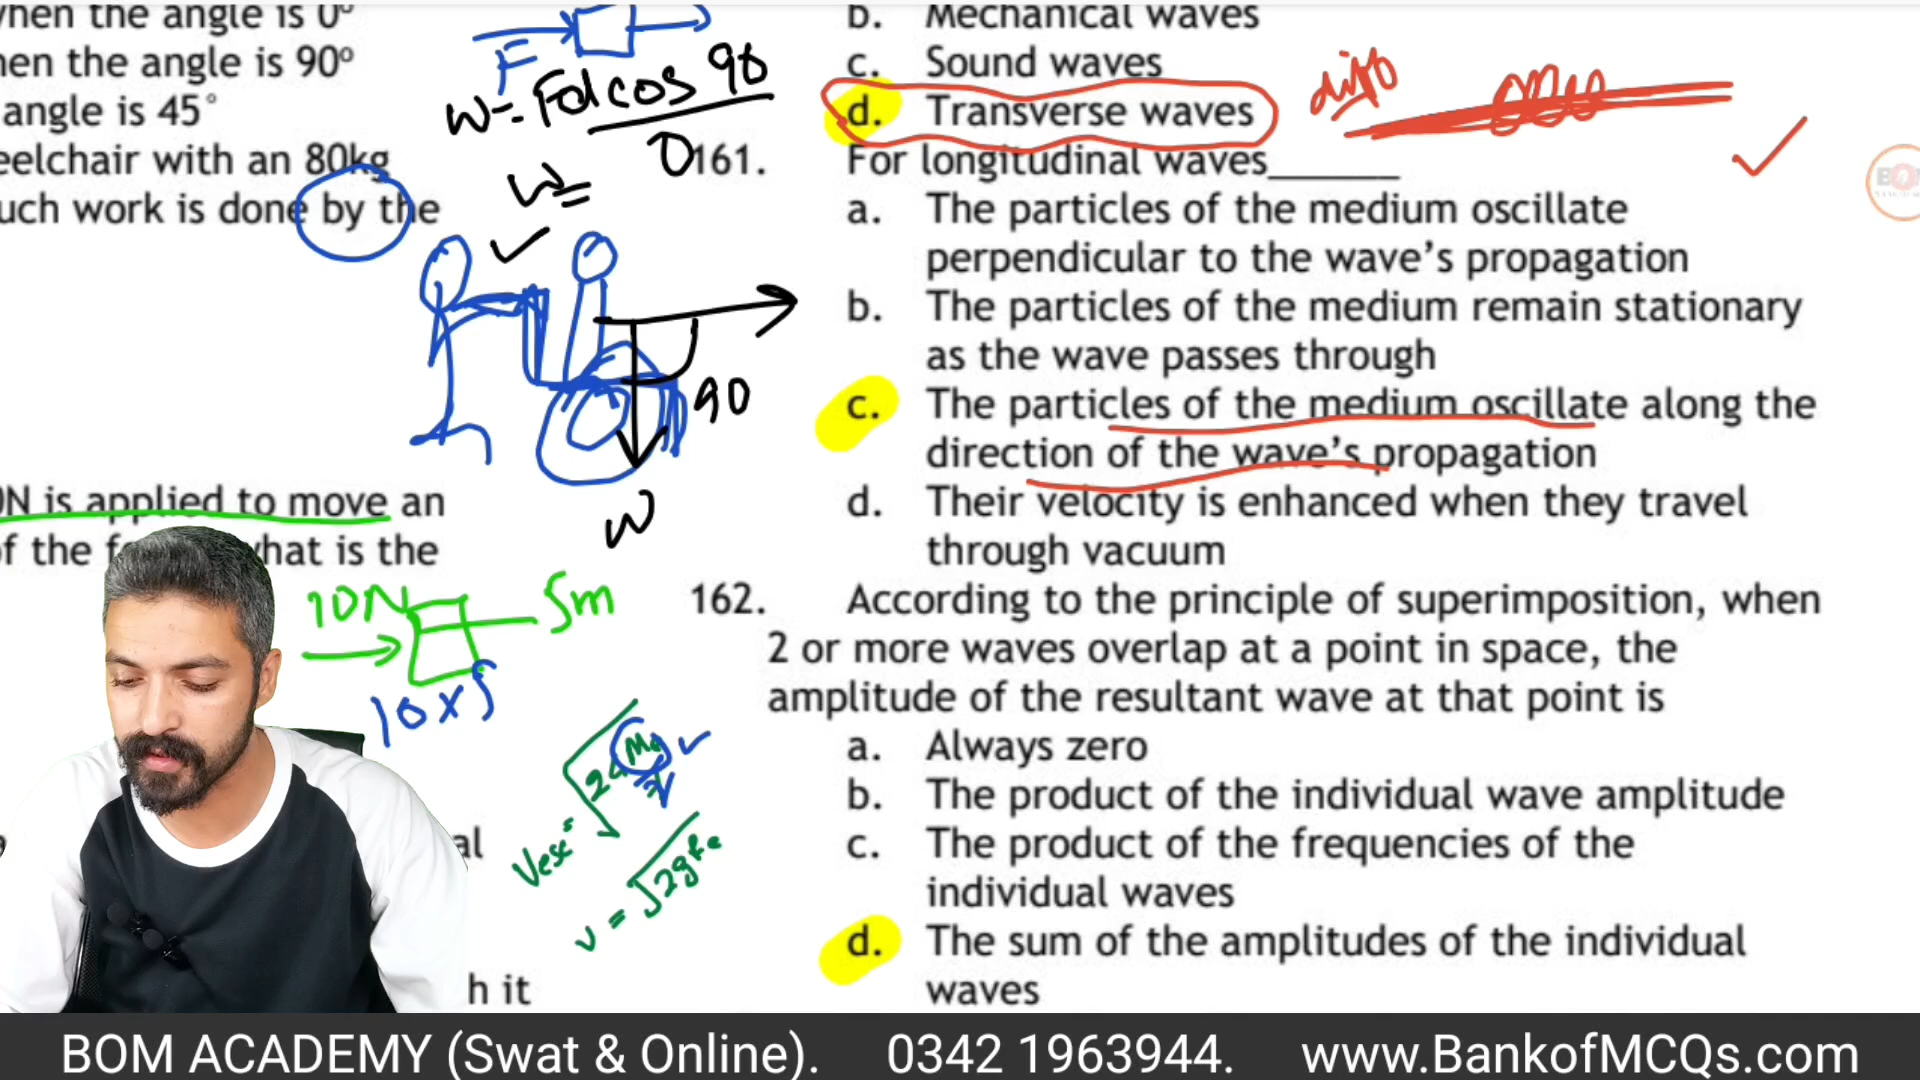 when the angle is 0°
hen the angle is 90°
angle is 45°
eelchair with an 80kg
uch work is done by the
0N is applied to move an
of the f what is the
al
h it
F
W = Fd cos 90
0
W=
90
W
10N
5m
10 x 5
Vesc =
v = √2gRe
b. Mechanical waves
c. Sound waves
d. Transverse waves
161. For longitudinal waves______
a. The particles of the medium oscillate
perpendicular to the wave’s propagation
b. The particles of the medium remain stationary
as the wave passes through
c. The particles of the medium oscillate along the
direction of the wave’s propagation
d. Their velocity is enhanced when they travel
through vacuum
162. According to the principle of superimposition, when
2 or more waves overlap at a point in space, the
amplitude of the resultant wave at that point is
a. Always zero
b. The product of the individual wave amplitude
c. The product of the frequencies of the
individual waves
d. The sum of the amplitudes of the individual
waves
BOM ACADEMY (Swat & Online). 0342 1963944. www.BankofMCQs.com